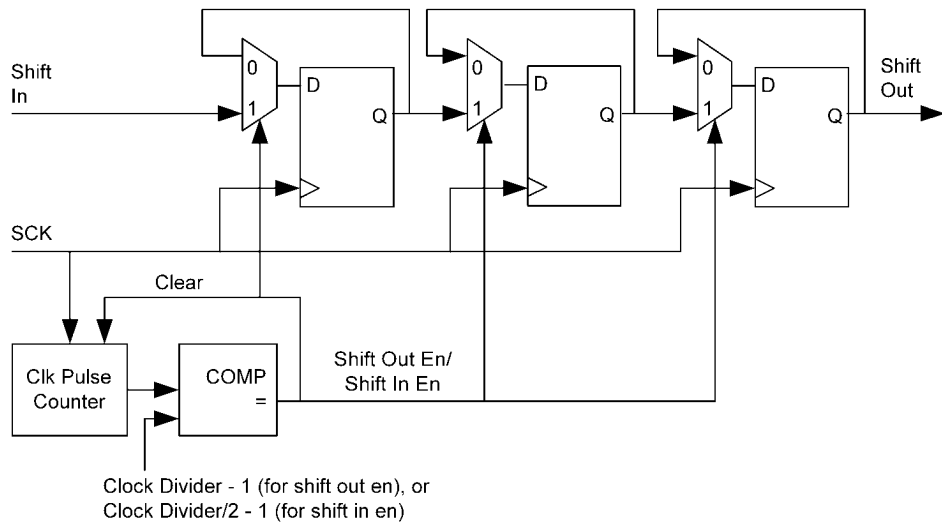 Shift
In
0
1
D
Q
0
1
D
Q
0
1
D
Q
Shift
Out
SCK
Clear
Clk Pulse
Counter
COMP
=
Shift Out En/
Shift In En
Clock Divider - 1 (for shift out en), or
Clock Divider/2 - 1 (for shift in en)